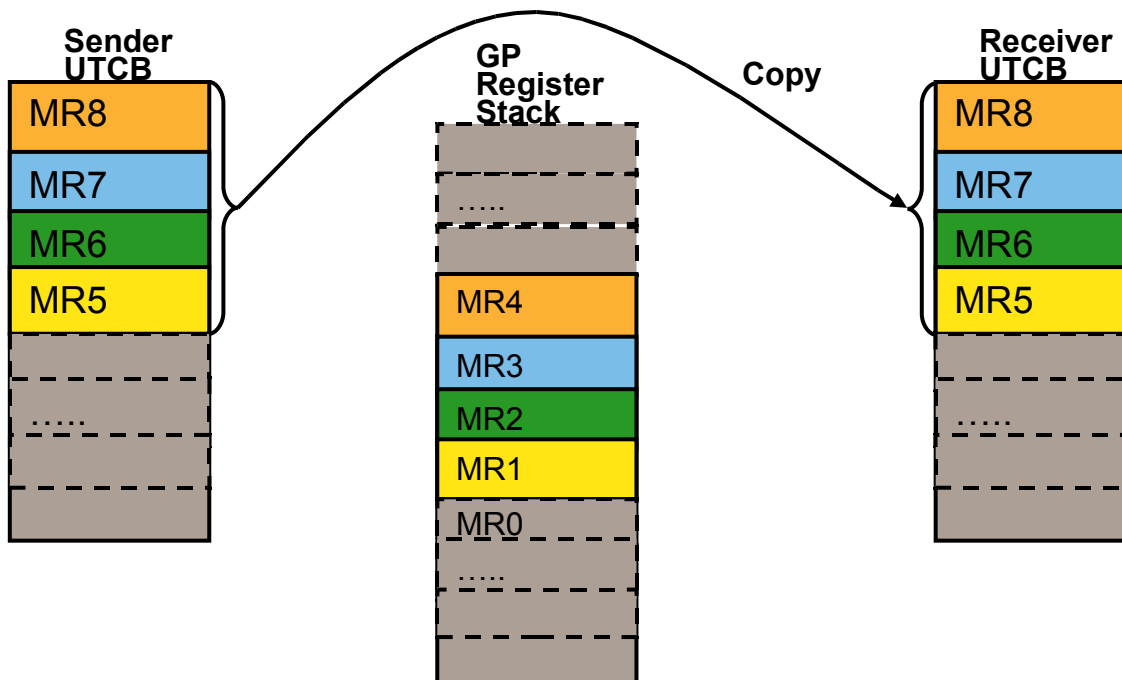 Sender
UTCB
MR8
MR7
MR6
MR5
.....
GP
Register
Stack
.....
MR4
MR3
MR2
MR1
MR0
.....
Copy
Receiver
UTCB
MR8
MR7
MR6
MR5
.....